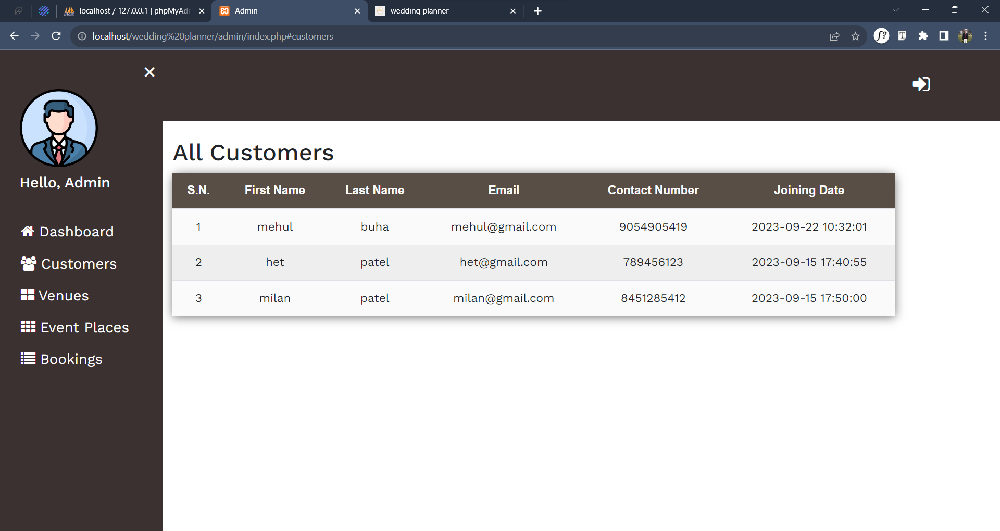 localhost / 127.0.0.1 | phpMyAdr
Admin
wedding planner
localhost/wedding%20planner/admin/index.php#customers
Hello, Admin
Dashboard
Customers
Venues
Event Places
Bookings
All Customers
S.N. First Name Last Name Email Contact Number Joining Date
1 mehul buha mehul@gmail.com 9054905419 2023-09-22 10:32:01
2 het patel het@gmail.com 789456123 2023-09-15 17:40:55
3 milan patel milan@gmail.com 8451285412 2023-09-15 17:50:00